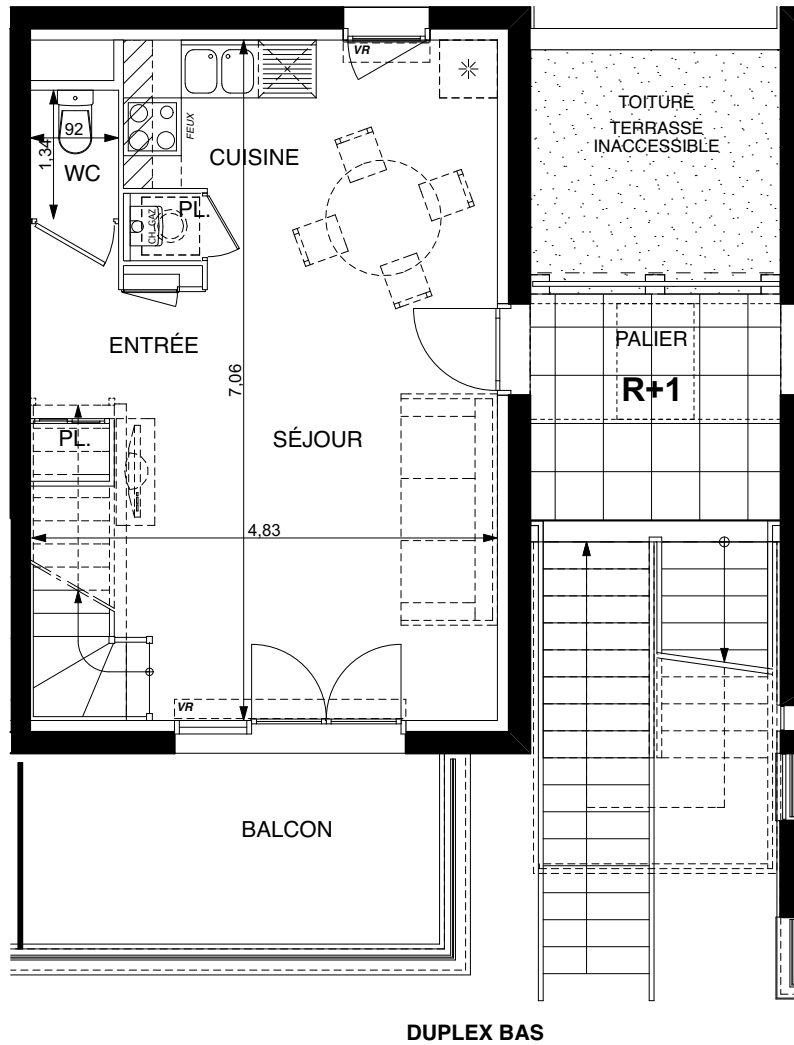 VR
TOITURE
TERRASSE
INACCESSIBLE
92
1,34
WC
FEUX
CUISINE
PL.
CH. GAZ
ENTRÉE
7,06
PALIER
R+1
PL.
SÉJOUR
4,83
VR
BALCON
DUPLEX BAS